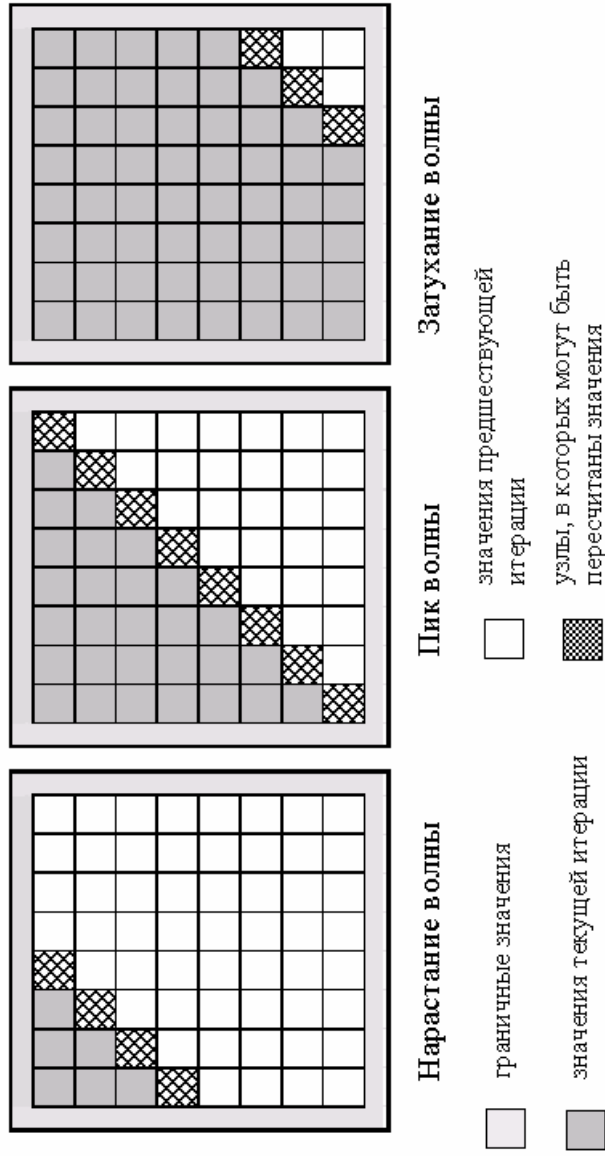 Нарастание волны
Пик волны
Затухание волны
граничные значения
значения текущей итерации
значения предшествующей
итерации
узлы, в которых могут быть
пересчитаны значения